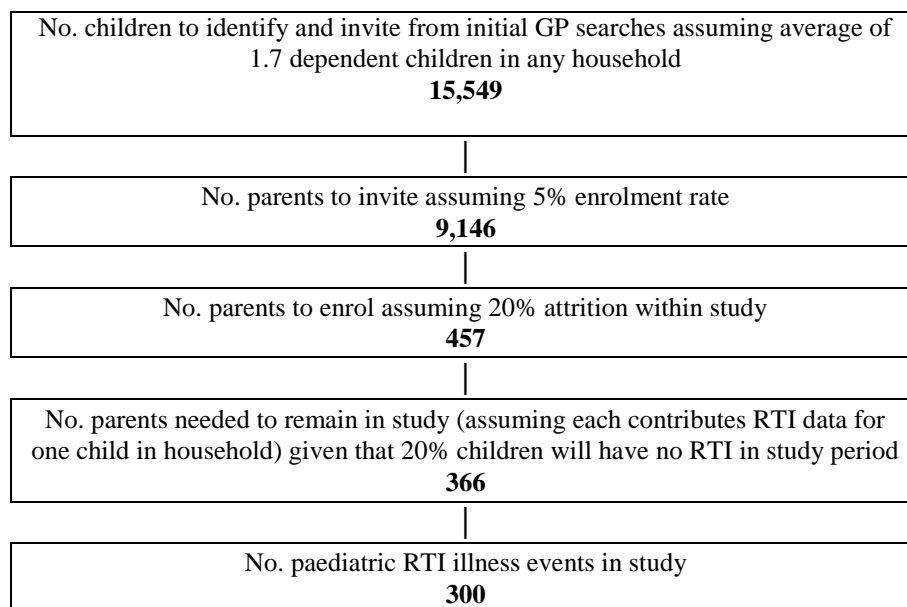 No. children to identify and invite from initial GP searches assuming average of
1.7 dependent children in any household
15,549
No. parents to invite assuming 5% enrolment rate
9,146
No. parents to enrol assuming 20% attrition within study
457
No. parents needed to remain in study (assuming each contributes RTI data for
one child in household) given that 20% children will have no RTI in study period
366
No. paediatric RTI illness events in study
300